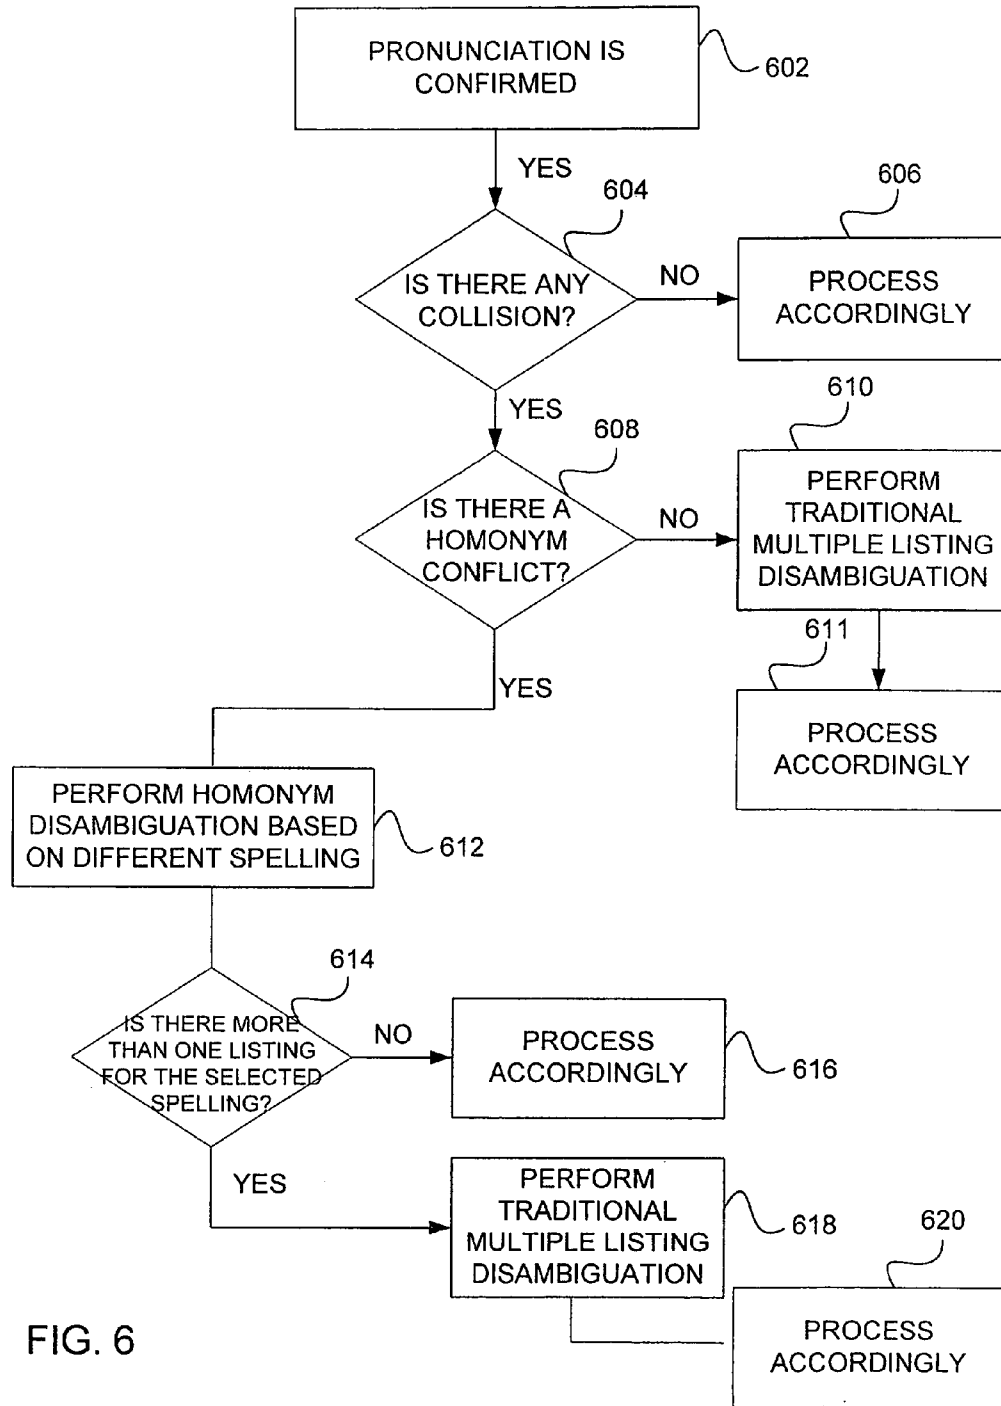 PRONUNCIATION IS
CONFIRMED
602
YES
604
IS THERE ANY
COLLISION?
NO
606
PROCESS
ACCORDINGLY
YES
608
IS THERE A
HOMONYM
CONFLICT?
NO
610
PERFORM
TRADITIONAL
MULTIPLE LISTING
DISAMBIGUATION
611
PROCESS
ACCORDINGLY
YES
PERFORM HOMONYM
DISAMBIGUATION BASED
ON DIFFERENT SPELLING
612
614
IS THERE MORE
THAN ONE LISTING
FOR THE SELECTED
SPELLING?
NO
PROCESS
ACCORDINGLY
616
YES
PERFORM
TRADITIONAL
MULTIPLE LISTING
DISAMBIGUATION
618
620
PROCESS
ACCORDINGLY
FIG. 6